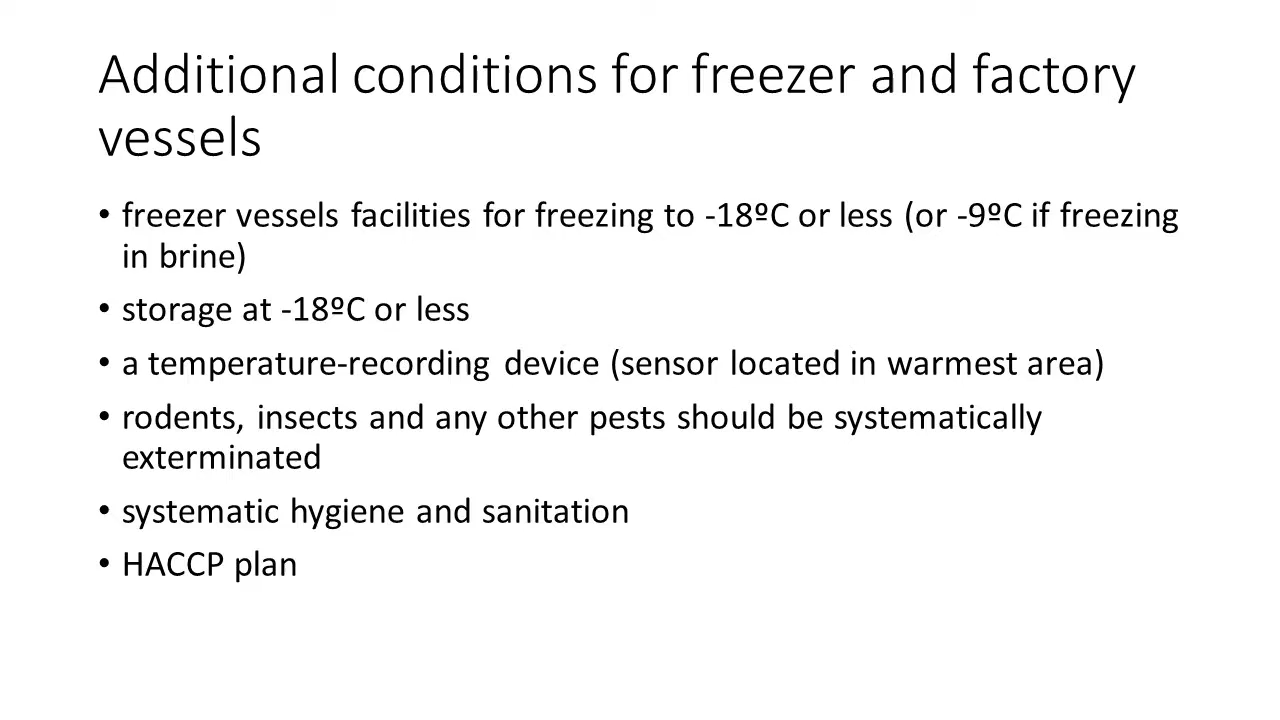 Additional conditions for freezer and factory
vessels
• freezer vessels facilities for freezing to -18ºC or less (or -9ºC if freezing
in brine)
• storage at -18ºC or less
• a temperature-recording device (sensor located in warmest area)
• rodents, insects and any other pests should be systematically
exterminated
• systematic hygiene and sanitation
• HACCP plan